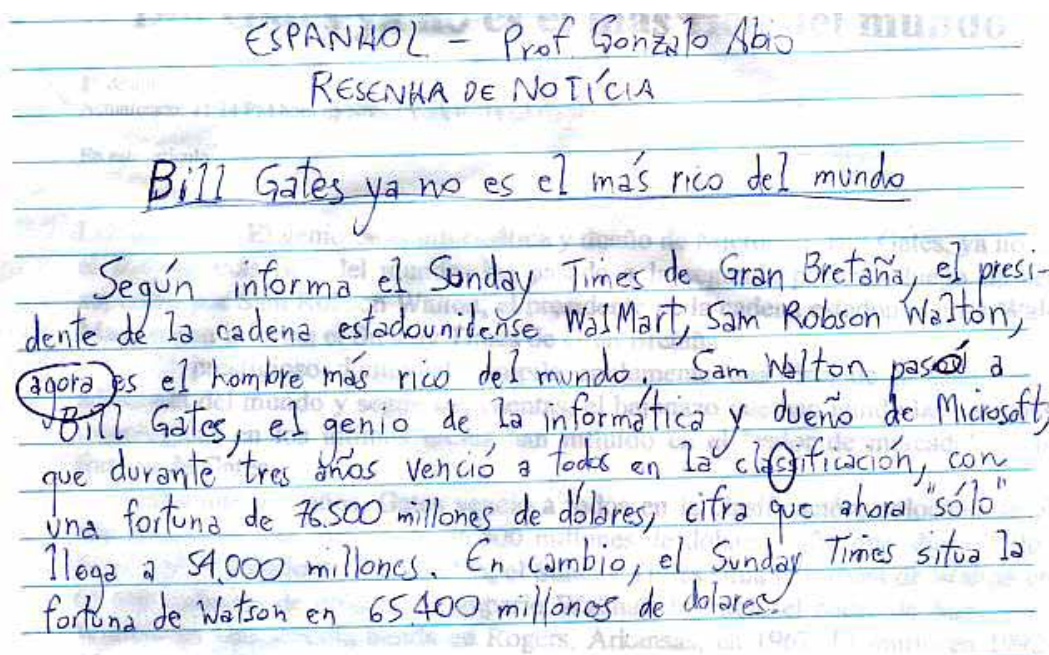 ESPANHOL - Prof Gonzalo Abio
RESENHA DE NOTÍCIA
Bill Gates ya no es el más rico del mundo
Según informa el Sunday Times de Gran Bretaña, el presi-
dente de la cadena estadounidense WalMart, Sam Robson Walton,
agora es el hombre más rico del mundo. Sam Walton pasó a
Bill Gates, el genio de la informática y dueño de Microsoft,
que durante tres años venció a todos en la classificación, con
una fortuna de 76.500 millones de dólares, cifra que ahora "sólo"
llega a 54.000 millones. En cambio, el Sunday Times situa la
fortuna de Watson en 65.400 millones de dolares.